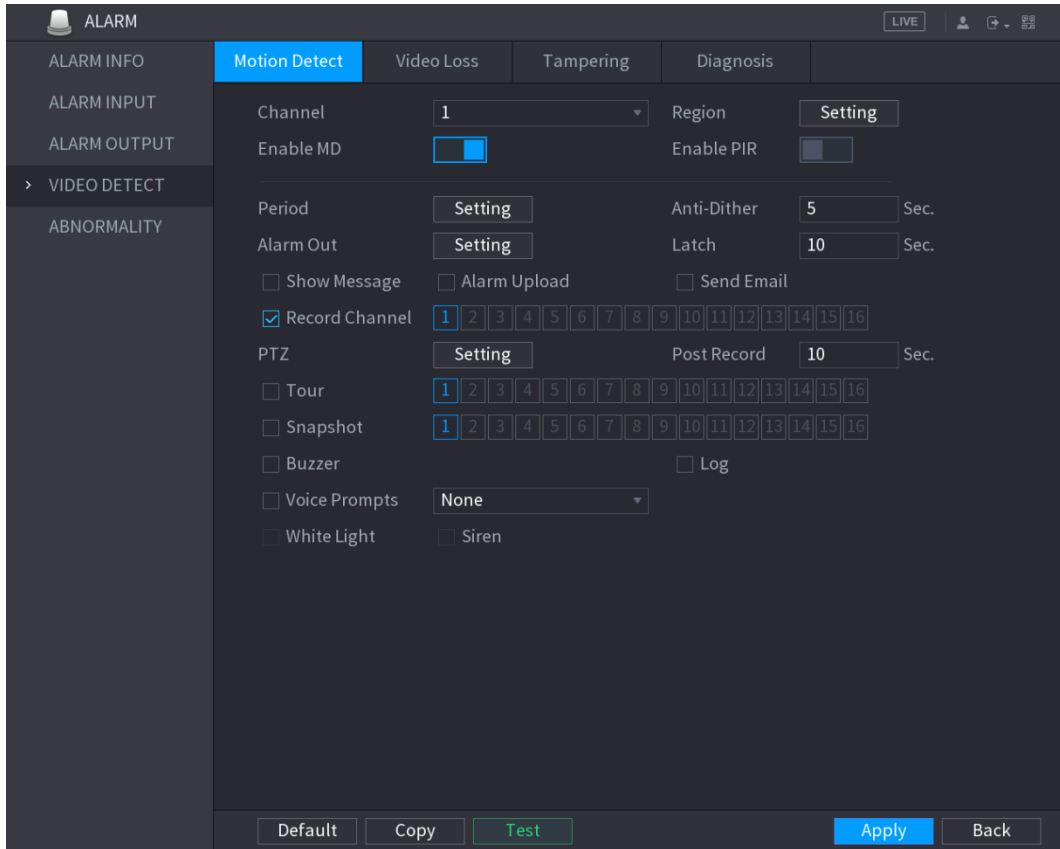 ALARM LIVE
ALARM INFO
ALARM INPUT
ALARM OUTPUT
VIDEO DETECT
ABNORMALITY
Motion Detect Video Loss Tampering Diagnosis
Channel 1 Region Setting
Enable MD Enable PIR
Period Setting Anti-Dither 5 Sec.
Alarm Out Setting Latch 10 Sec.
Show Message Alarm Upload Send Email
Record Channel 1 2 3 4 5 6 7 8 9 10 11 12 13 14 15 16
PTZ Setting Post Record 10 Sec.
Tour 1 2 3 4 5 6 7 8 9 10 11 12 13 14 15 16
Snapshot 1 2 3 4 5 6 7 8 9 10 11 12 13 14 15 16
Buzzer Log
Voice Prompts None
White Light Siren
Default Copy Test Apply Back